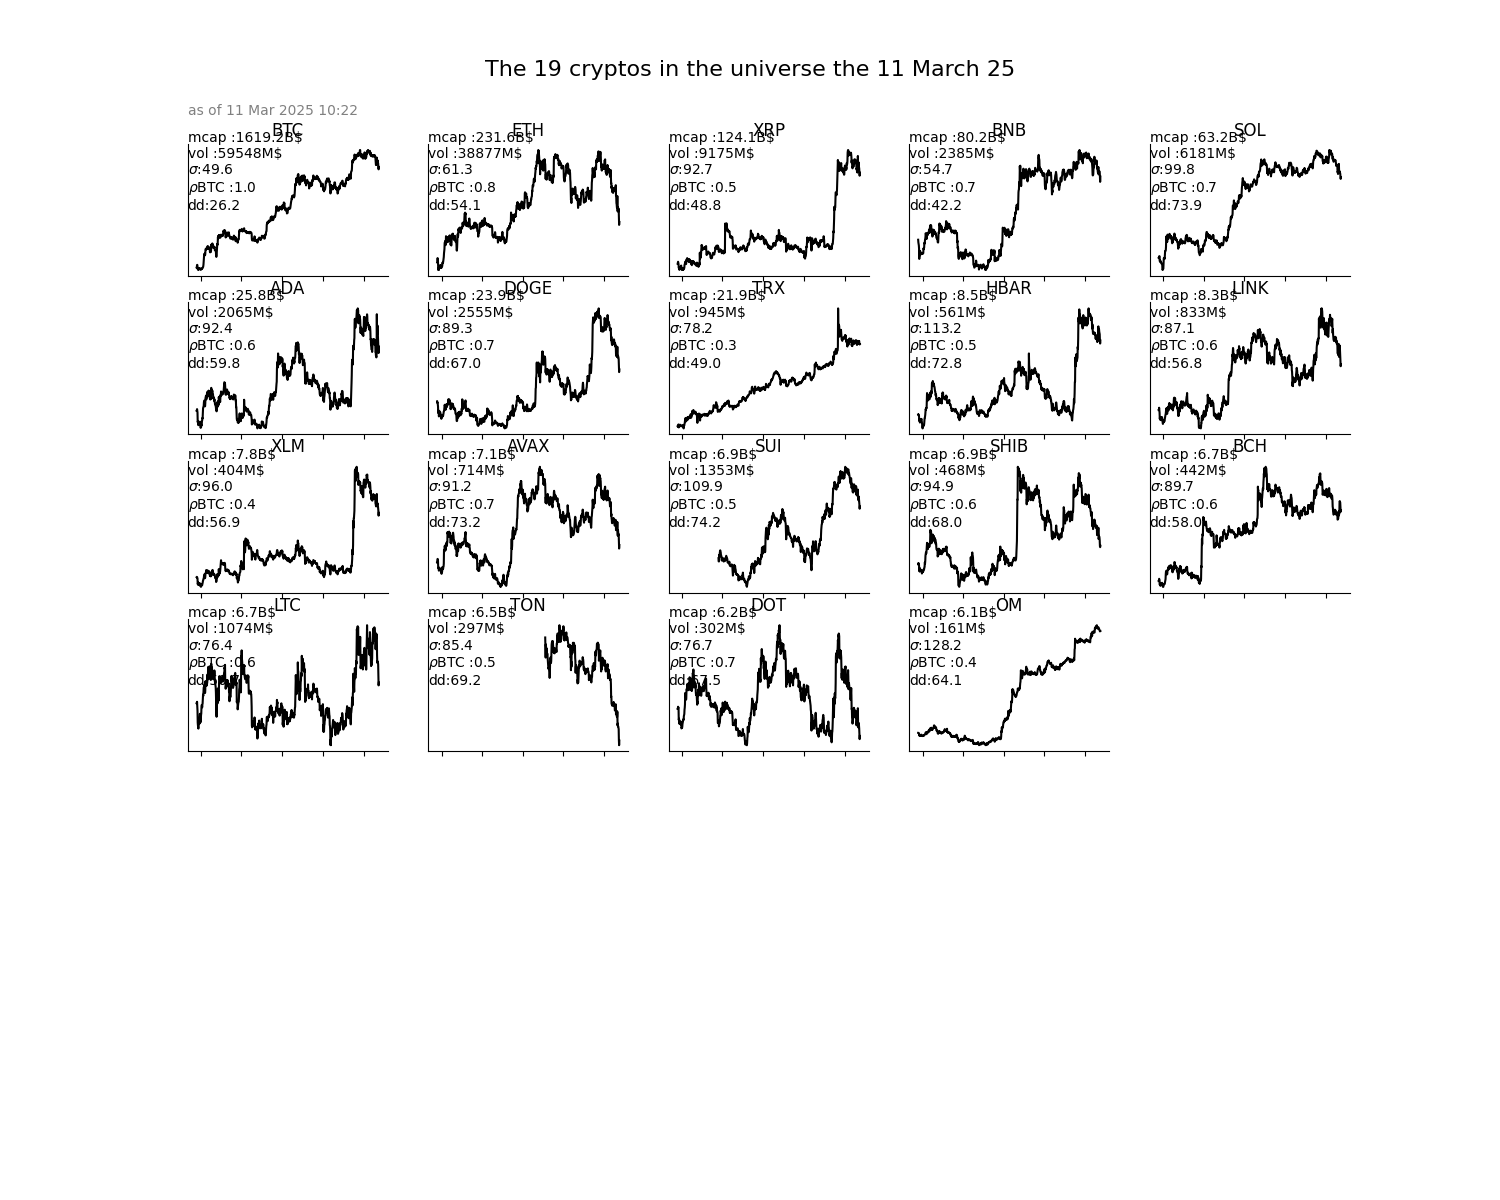 The 19 cryptos in the universe the 11 March 25
as of 11 Mar 2025 10:22
BTC
mcap :1619.2B$
vol :59548M$
σ:49.6
ρBTC :1.0
dd:26.2
ETH
mcap :231.6B$
vol :38877M$
σ:61.3
ρBTC :0.8
dd:54.1
XRP
mcap :124.1B$
vol :9175M$
σ:92.7
ρBTC :0.5
dd:48.8
BNB
mcap :80.2B$
vol :2385M$
σ:54.7
ρBTC :0.7
dd:42.2
SOL
mcap :63.2B$
vol :6181M$
σ:99.8
ρBTC :0.7
dd:73.9
ADA
mcap :25.8B$
vol :2065M$
σ:92.4
ρBTC :0.6
dd:59.8
DOGE
mcap :23.9B$
vol :2555M$
σ:89.3
ρBTC :0.7
dd:67.0
TRX
mcap :21.9B$
vol :945M$
σ:78.2
ρBTC :0.3
dd:49.0
HBAR
mcap :8.5B$
vol :561M$
σ:113.2
ρBTC :0.5
dd:72.8
LINK
mcap :8.3B$
vol :833M$
σ:87.1
ρBTC :0.6
dd:56.8
XLM
mcap :7.8B$
vol :404M$
σ:96.0
ρBTC :0.4
dd:56.9
AVAX
mcap :7.1B$
vol :714M$
σ:91.2
ρBTC :0.7
dd:73.2
SUI
mcap :6.9B$
vol :1353M$
σ:109.9
ρBTC :0.5
dd:74.2
SHIB
mcap :6.9B$
vol :468M$
σ:94.9
ρBTC :0.6
dd:68.0
BCH
mcap :6.7B$
vol :442M$
σ:89.7
ρBTC :0.6
dd:58.0
LTC
mcap :6.7B$
vol :1074M$
σ:76.4
ρBTC :0.6
TON
mcap :6.5B$
vol :297M$
σ:85.4
ρBTC :0.5
dd:69.2
DOT
mcap :6.2B$
vol :302M$
σ:76.7
ρBTC :0.7
dd:67.5
OM
mcap :6.1B$
vol :161M$
σ:128.2
ρBTC :0.4
dd:64.1